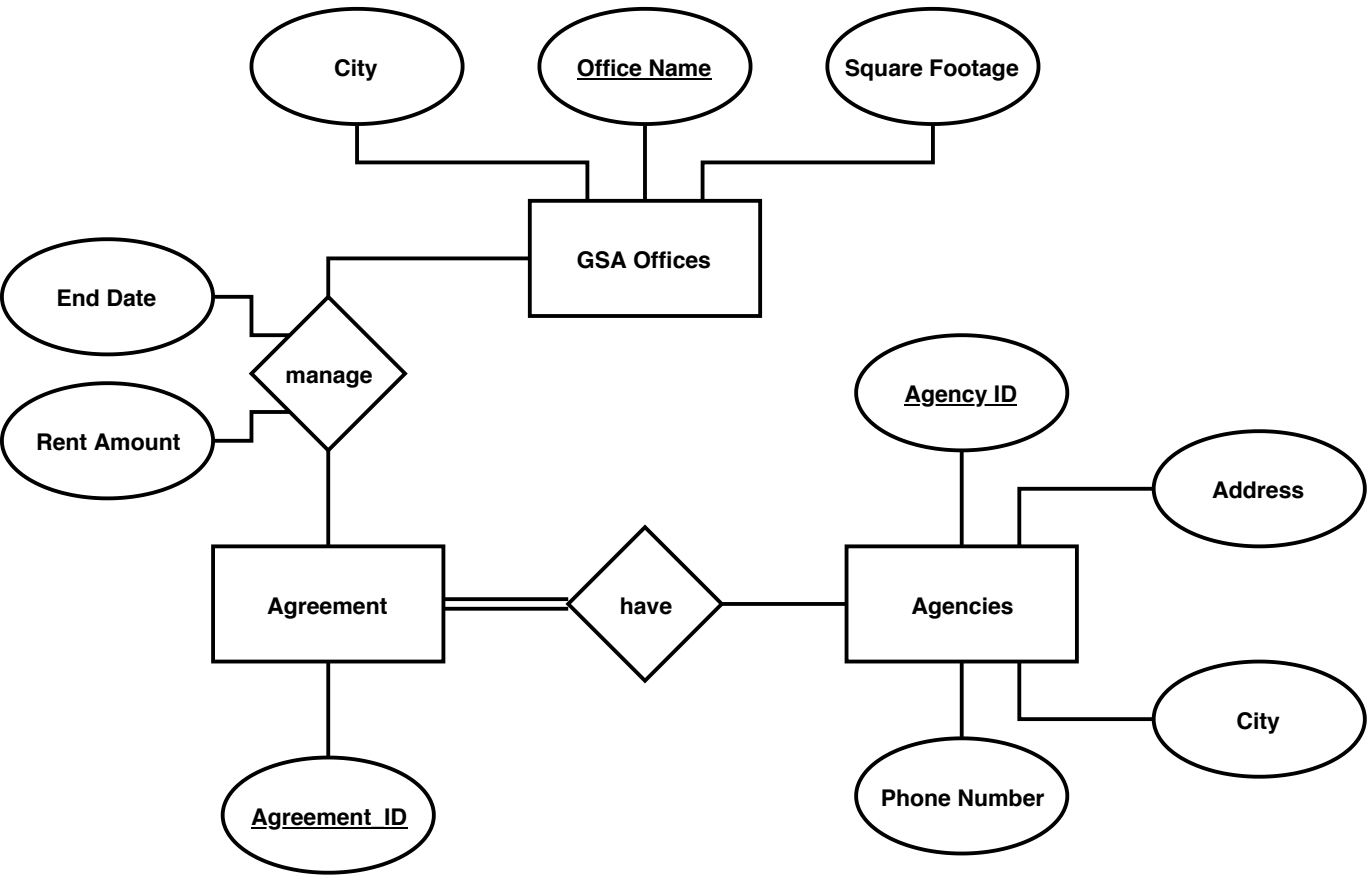 City
Office Name
Square Footage
GSA Offices
End Date
manage
Rent Amount
Agency ID
Address
Agreement
have
Agencies
City
Phone Number
Agreement_ID